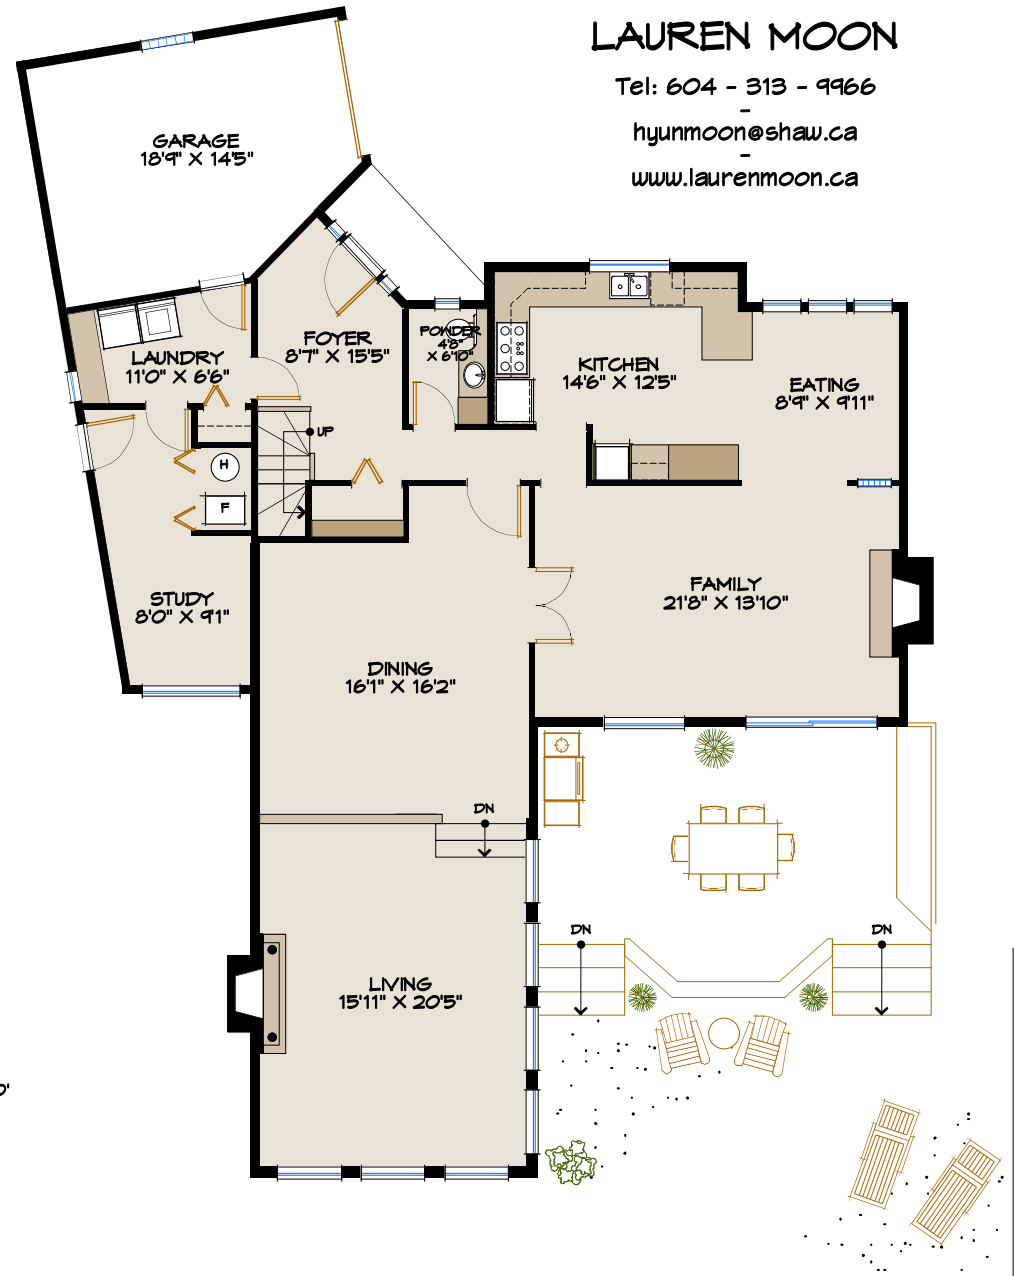 LAUREN MOON
Tel: 604 - 313 - 9966
-
hyunmoon@shaw.ca
-
www.laurenmoon.ca
GARAGE
18'9" X 14'5"
FOYER
8'7" X 15'5"
POWDER
4'8"
X 6'10"
LAUNDRY
11'0" X 6'6"
KITCHEN
14'6" X 12'5"
EATING
8'9" X 9'11"
UP
H
F
STUDY
8'0" X 9'1"
FAMILY
21'8" X 13'10"
DINING
16'1" X 16'2"
DN
DN
DN
LIVING
15'11" X 20'5"